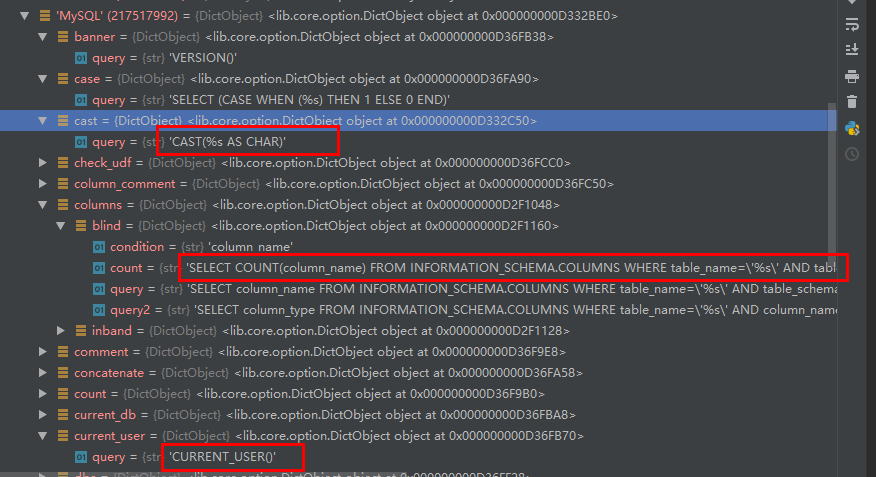 'MySQL' (217517992) = {DictObject} <lib.core.option.DictObject object at 0x000000000D332BE0>
banner = {DictObject} <lib.core.option.DictObject object at 0x000000000D36FB38>
01 query = {str} 'VERSION()'
case = {DictObject} <lib.core.option.DictObject object at 0x000000000D36FA90>
01 query = {str} 'SELECT (CASE WHEN (%s) THEN 1 ELSE 0 END)'
cast = {DictObject} <lib.core.option.DictObject object at 0x000000000D332C50>
01 query = {str} 'CAST(%s AS CHAR)'
check_udf = {DictObject} <lib.core.option.DictObject object at 0x000000000D36FCC0>
column_comment = {DictObject} <lib.core.option.DictObject object at 0x000000000D36FC50>
columns = {DictObject} <lib.core.option.DictObject object at 0x000000000D2F1048>
blind = {DictObject} <lib.core.option.DictObject object at 0x000000000D2F1160>
01 condition = {str} 'column_name'
01 count = {str 'SELECT COUNT(column_name) FROM INFORMATION_SCHEMA.COLUMNS WHERE table_name=\'%s\' AND tabl
01 query = {str} 'SELECT column_name FROM INFORMATION_SCHEMA.COLUMNS WHERE table_name=\'%s\' AND table_schema
01 query2 = {str} 'SELECT column_type FROM INFORMATION_SCHEMA.COLUMNS WHERE table_name=\'%s\' AND column_name
inband = {DictObject} <lib.core.option.DictObject object at 0x000000000D2F1128>
comment = {DictObject} <lib.core.option.DictObject object at 0x000000000D36F9E8>
concatenate = {DictObject} <lib.core.option.DictObject object at 0x000000000D36FA58>
count = {DictObject} <lib.core.option.DictObject object at 0x000000000D36F9B0>
current_db = {DictObject} <lib.core.option.DictObject object at 0x000000000D36FBA8>
current_user = {DictObject} <lib.core.option.DictObject object at 0x000000000D36FB70>
01 query = {str 'CURRENT_USER()'